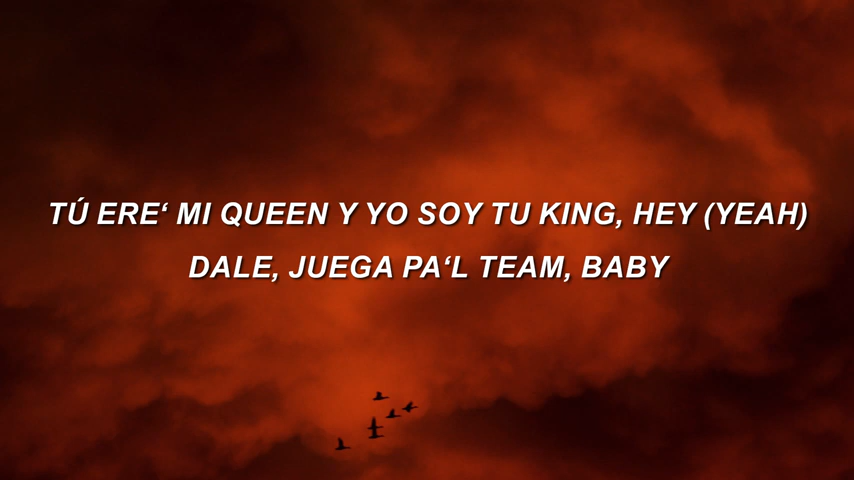 TÚ ERE‘ MI QUEEN Y YO SOY TU KING, HEY (YEAH)
DALE, JUEGA PA‘L TEAM, BABY